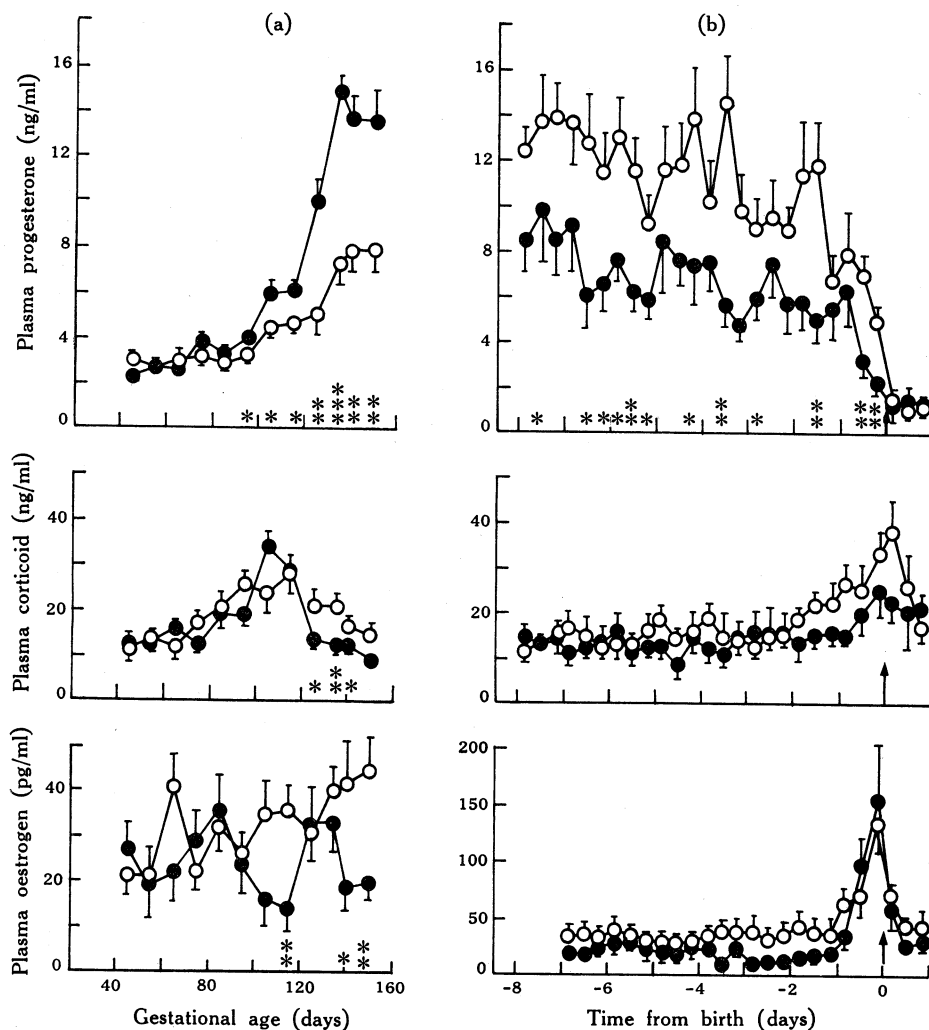 (a)
(b)
Plasma progesterone (ng/ml)
16
12
8
4
0
16
12
8
4
0
* * * ** *** ** **
* * * * ** * * ** * ** ** **
Plasma corticoid (ng/ml)
40
20
0
40
20
0
* *** *
Plasma oestrogen (pg/ml)
40
20
0
200
150
100
50
0
** * **
40 80 120 160
-8 -6 -4 -2 0
Gestational age (days)
Time from birth (days)